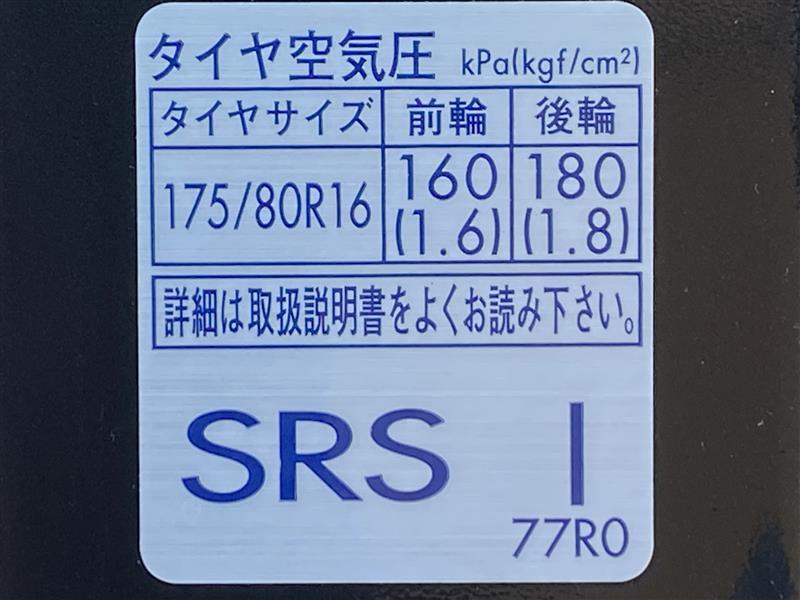 タイヤ空気圧 kPa(kgf/cm²)
タイヤサイズ 前輪 後輪
175/80R16 160 180
(1.6) (1.8)
詳細は取扱説明書をよくお読み下さい。
SRS I
77R0